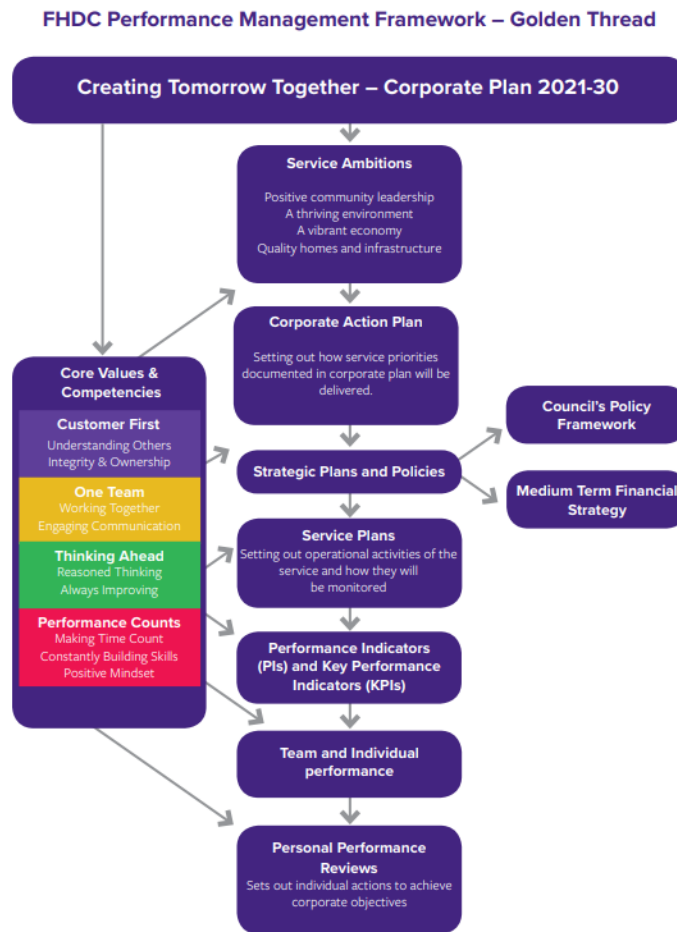 FHDC Performance Management Framework – Golden Thread
Creating Tomorrow Together – Corporate Plan 2021-30
Service Ambitions
Positive community leadership
A thriving environment
A vibrant economy
Quality homes and infrastructure
Corporate Action Plan
Setting out how service priorities
documented in corporate plan will be
delivered.
Core Values &
Competencies
Customer First
Understanding Others
Integrity & Ownership
One Team
Working Together
Engaging Communication
Thinking Ahead
Reasoned Thinking
Always Improving
Performance Counts
Making Time Count
Constantly Building Skills
Positive Mindset
Strategic Plans and Policies
Council's Policy
Framework
Medium Term Financial
Strategy
Service Plans
Setting out operational activities of the
service and how they will
be monitored
Performance Indicators
(PIs) and Key Performance
Indicators (KPIs)
Team and Individual
performance
Personal Performance
Reviews
Sets out individual actions to achieve
corporate objectives